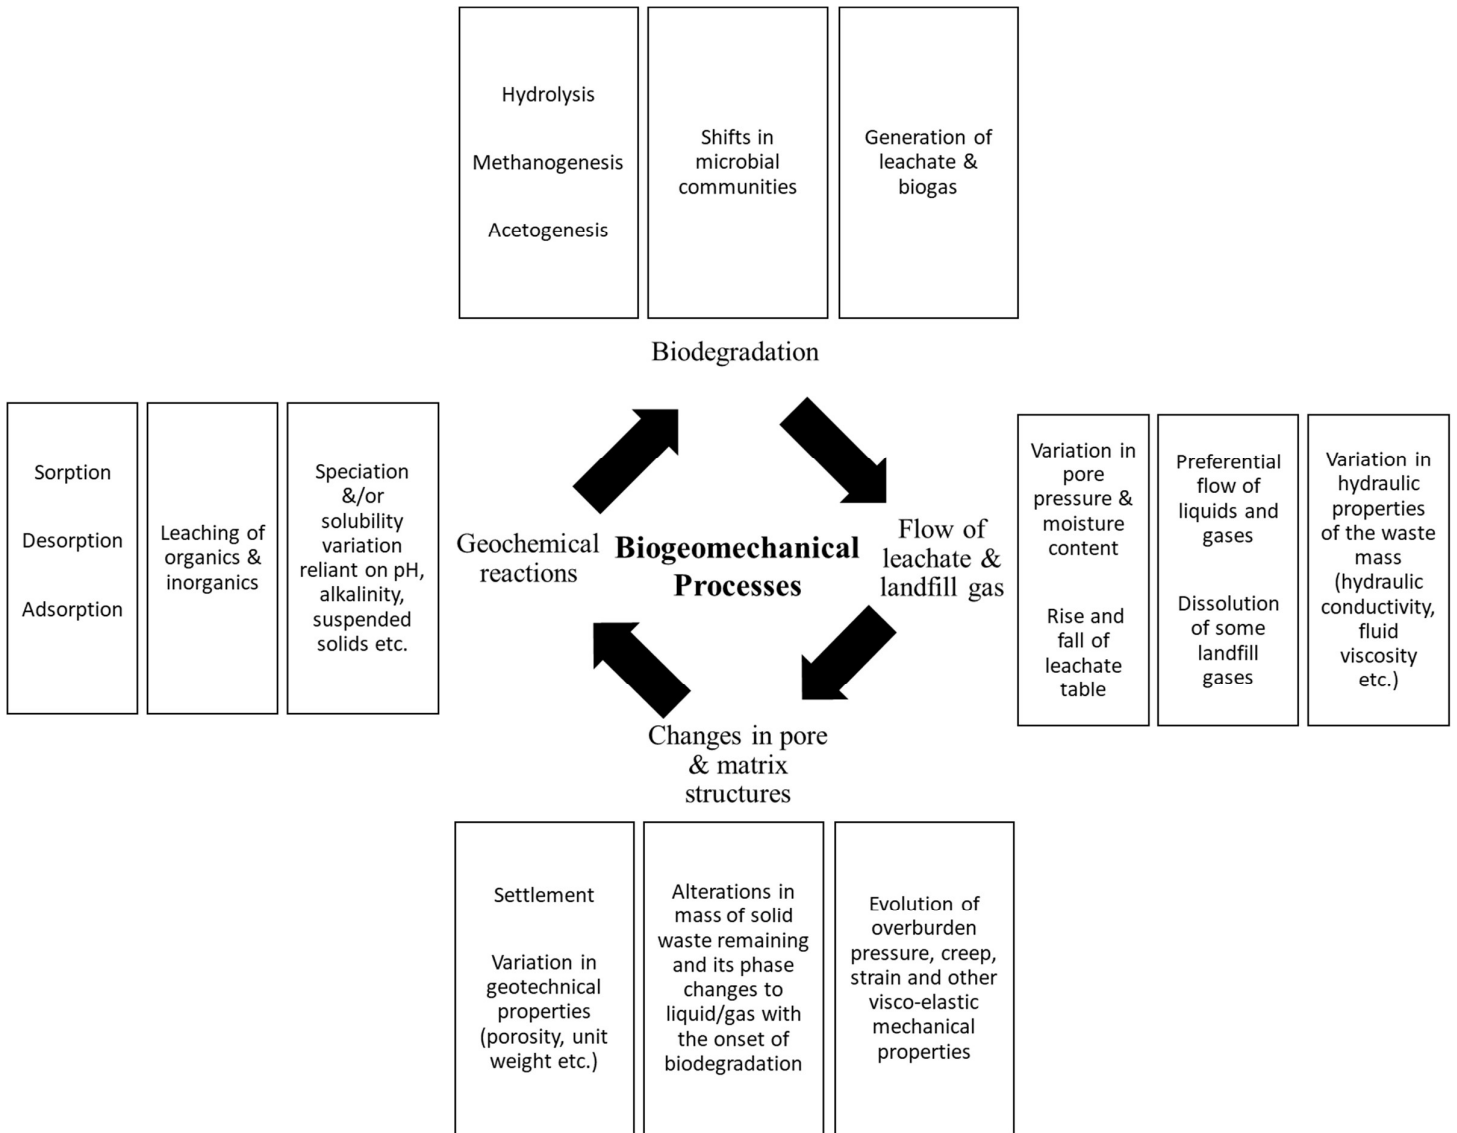 Hydrolysis
Methanogenesis
Acetogenesis
Shifts in
microbial
communities
Generation of
leachate &
biogas
Biodegradation
Sorption
Desorption
Adsorption
Leaching of
organics &
inorganics
Speciation
&/or
solubility
variation
reliant on pH,
alkalinity,
suspended
solids etc.
Geochemical
reactions
Biogeomechanical
Processes
Flow of
leachate &
landfill gas
Variation in
pore
pressure &
moisture
content
Rise and
fall of
leachate
table
Preferential
flow of
liquids and
gases
Dissolution
of some
landfill
gases
Variation in
hydraulic
properties
of the waste
mass
(hydraulic
conductivity,
fluid
viscosity
etc.)
Changes in pore
& matrix
structures
Settlement
Variation in
geotechnical
properties
(porosity, unit
weight etc.)
Alterations in
mass of solid
waste remaining
and its phase
changes to
liquid/gas with
the onset of
biodegradation
Evolution of
overburden
pressure, creep,
strain and other
visco-elastic
mechanical
properties